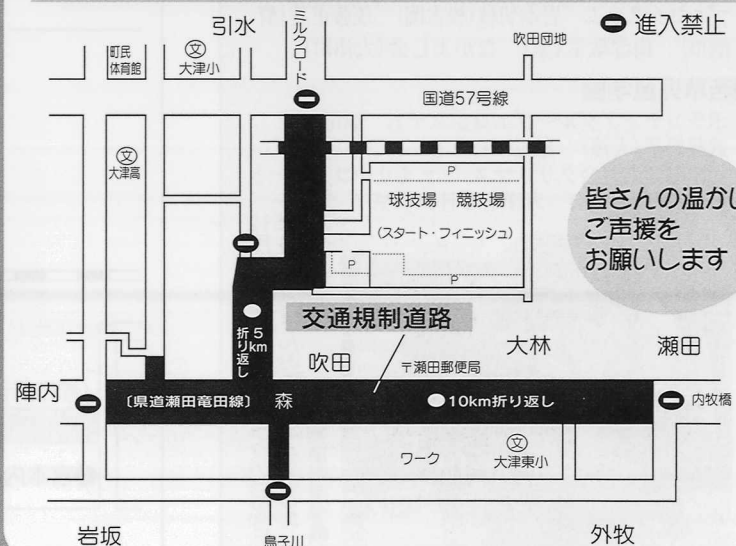 引水
ミルクロード
進入禁止
吹田団地
町民
体育館
文
大津小
国道57号線
文
大津高
P
球技場 競技場
(スタート・フィニッシュ)
P
P
皆さんの温かい
ご声援を
お願いします
5km
折り返し
交通規制道路
吹田
大林
瀬田
〒瀬田郵便局
陣内
〔県道瀬田竜田線〕
森
10km折り返し
内牧橋
ワーク
文
大津東小
岩坂
鳥子川
外牧